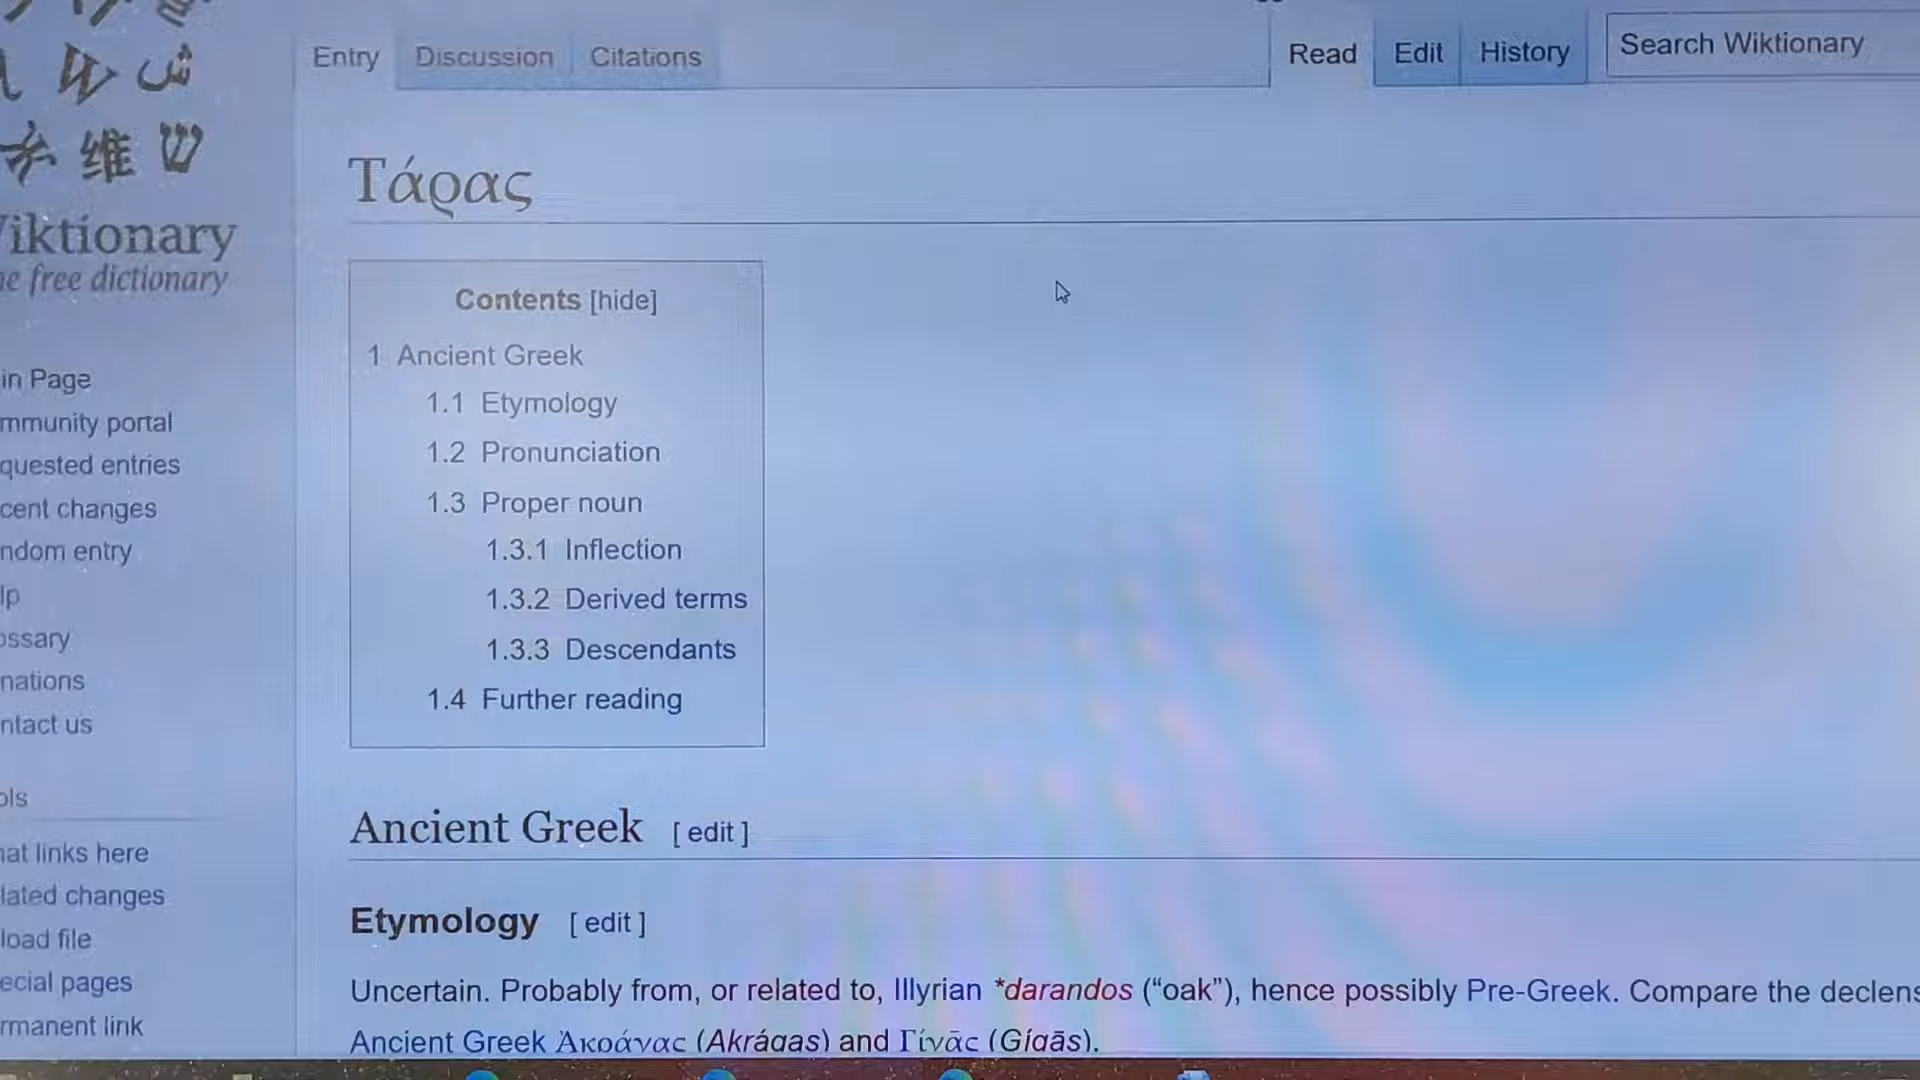 Entry Discussion Citations Read Edit History Search Wiktionary
维
iktionary
free dictionary
Τάρας
Contents [hide]
1 Ancient Greek
1.1 Etymology
1.2 Pronunciation
1.3 Proper noun
1.3.1 Inflection
1.3.2 Derived terms
1.3.3 Descendants
1.4 Further reading
in Page
mmunity portal
quested entries
cent changes
ndom entry
lp
ossary
nations
ntact us
ols
at links here
lated changes
load file
ecial pages
rmanent link
Ancient Greek [ edit ]
Etymology [ edit ]
Uncertain. Probably from, or related to, Illyrian *darandos (“oak”), hence possibly Pre-Greek. Compare the declens
Ancient Greek Ἀκράγας (Akrágas) and Γίγᾱς (Gígās).